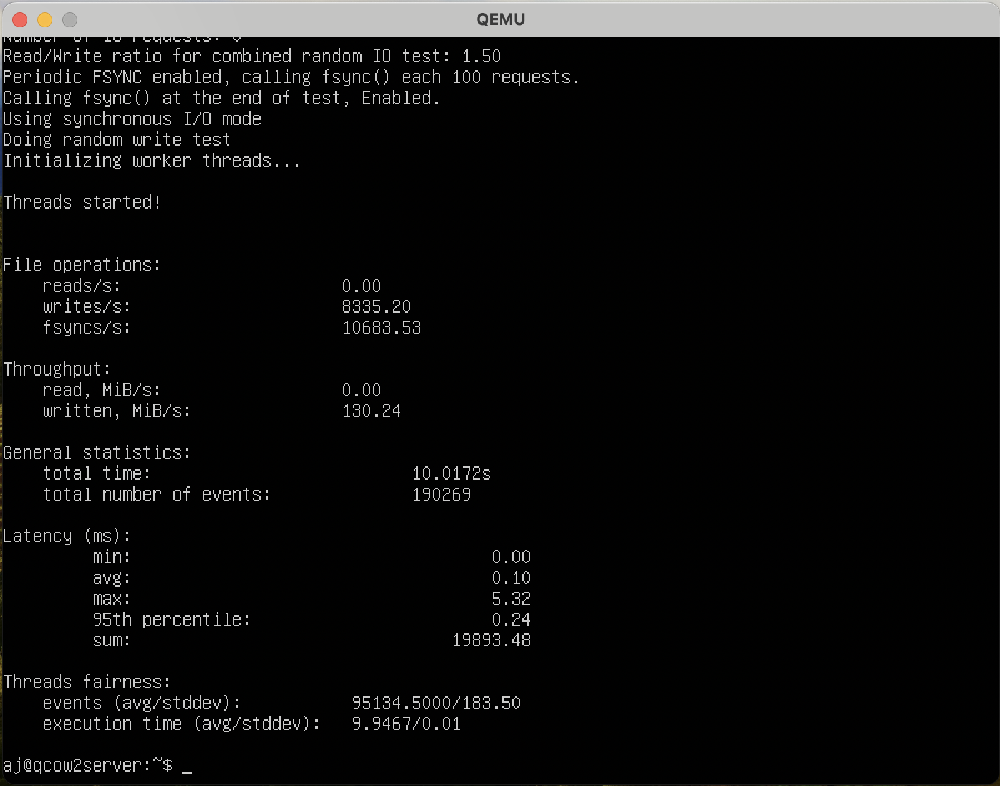 QEMU
Number of IO requests: 0
Read/Write ratio for combined random IO test: 1.50
Periodic FSYNC enabled, calling fsync() each 100 requests.
Calling fsync() at the end of test, Enabled.
Using synchronous I/O mode
Doing random write test
Initializing worker threads...
Threads started!
File operations:
reads/s: 0.00
writes/s: 8335.20
fsyncs/s: 10683.53
Throughput:
read, MiB/s: 0.00
written, MiB/s: 130.24
General statistics:
total time: 10.0172s
total number of events: 190269
Latency (ms):
min: 0.00
avg: 0.10
max: 5.32
95th percentile: 0.24
sum: 19893.48
Threads fairness:
events (avg/stddev): 95134.5000/183.50
execution time (avg/stddev): 9.9467/0.01
aj@qcow2server:~$ _